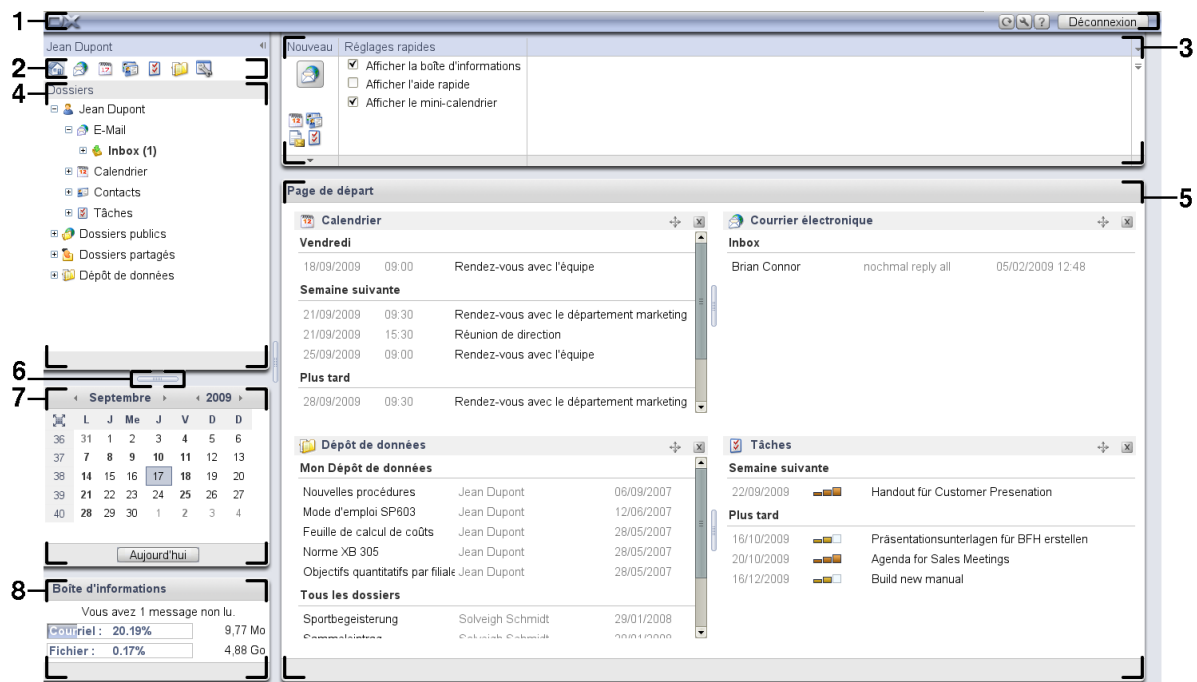 1
OX
?
Déconnexion
Jean Dupont
2
4
Dossiers
Jean Dupont
E-Mail
Inbox (1)
Calendrier
Contacts
Tâches
Dossiers publics
Dossiers partagés
Dépôt de données
Nouveau
Règlages rapides
3
Afficher la boîte d'informations
Afficher l'aide rapide
Afficher le mini-calendrier
Page de départ
5
Calendrier
Vendredi
18/09/2009 09:00 Rendez-vous avec l'équipe
Semaine suivante
21/09/2009 09:30 Rendez-vous avec le département marketing
21/09/2009 15:30 Réunion de direction
25/09/2009 09:00 Rendez-vous avec l'équipe
Plus tard
28/09/2009 09:30 Rendez-vous avec le département marketing
Courrier électronique
Inbox
Brian Connor nochmal reply all 05/02/2009 12:48
6
7
Septembre 2009
L J Me J V D D
36 31 1 2 3 4 5 6
37 7 8 9 10 11 12 13
38 14 15 16 17 18 19 20
39 21 22 23 24 25 26 27
40 28 29 30 1 2 3 4
Aujourd'hui
8
Boîte d'informations
Vous avez 1 message non lu.
Courriel : 20.19% 9,77 Mo
Fichier : 0.17% 4,88 Go
Dépôt de données
Mon Dépôt de données
Nouvelles procédures Jean Dupont 06/09/2007
Mode d'emploi SP603 Jean Dupont 12/06/2007
Feuille de calcul de coûts Jean Dupont 28/05/2007
Norme XB 305 Jean Dupont 28/05/2007
Objectifs quantitatifs par filiale Jean Dupont 28/05/2007
Tous les dossiers
Sportbegeisterung Solveigh Schmidt 29/01/2008
Tâches
Semaine suivante
22/09/2009 Handout für Customer Presenation
Plus tard
16/10/2009 Präsentationsunterlagen für BFH erstellen
20/10/2009 Agenda for Sales Meetings
16/12/2009 Build new manual